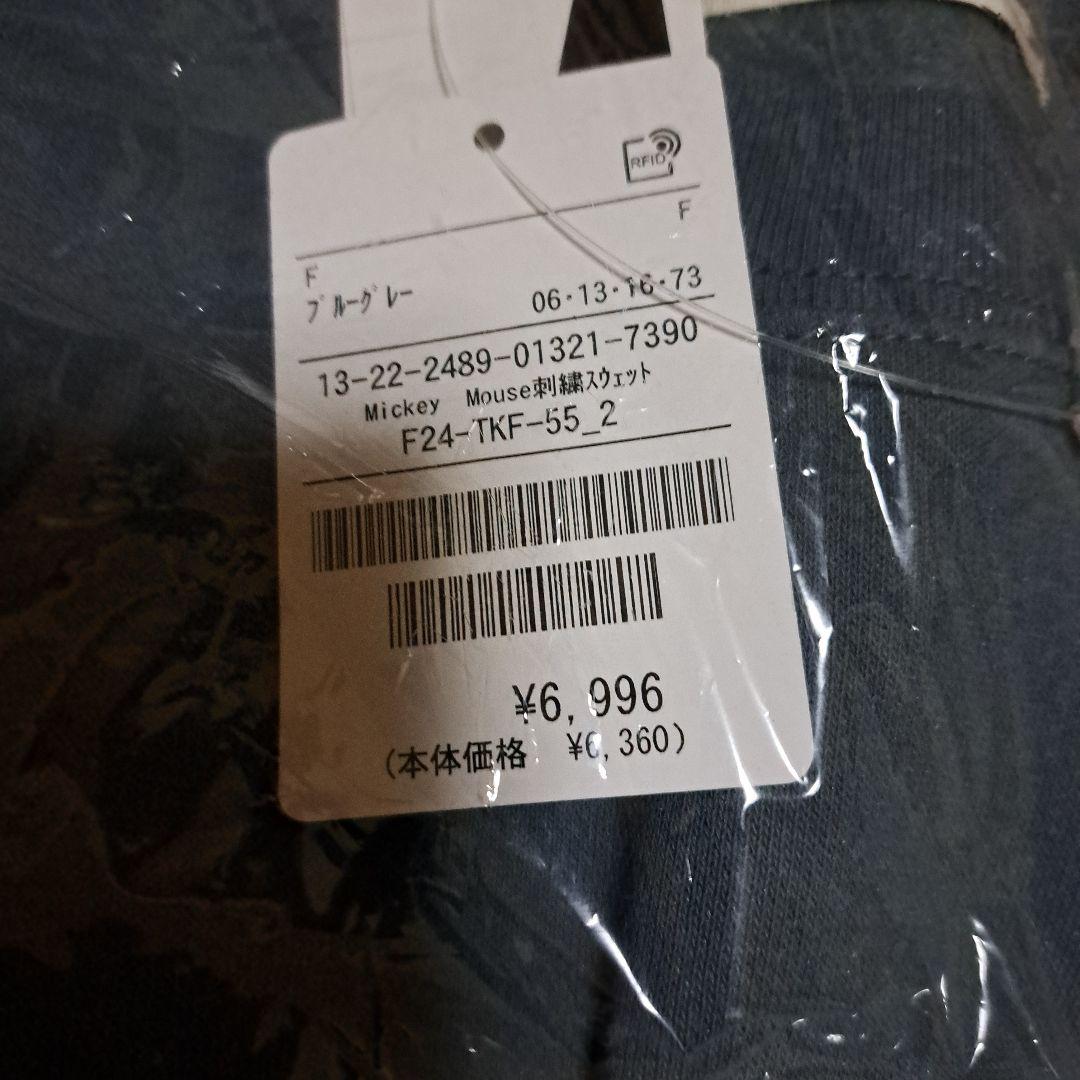 RFID
F
F
ブルーグレー 06・13・16・73
13-22-2489-01321-7390
Mickey Mouse刺繍スウェット
F24-TKF-55_2
¥6,996
(本体価格 ¥6,360)